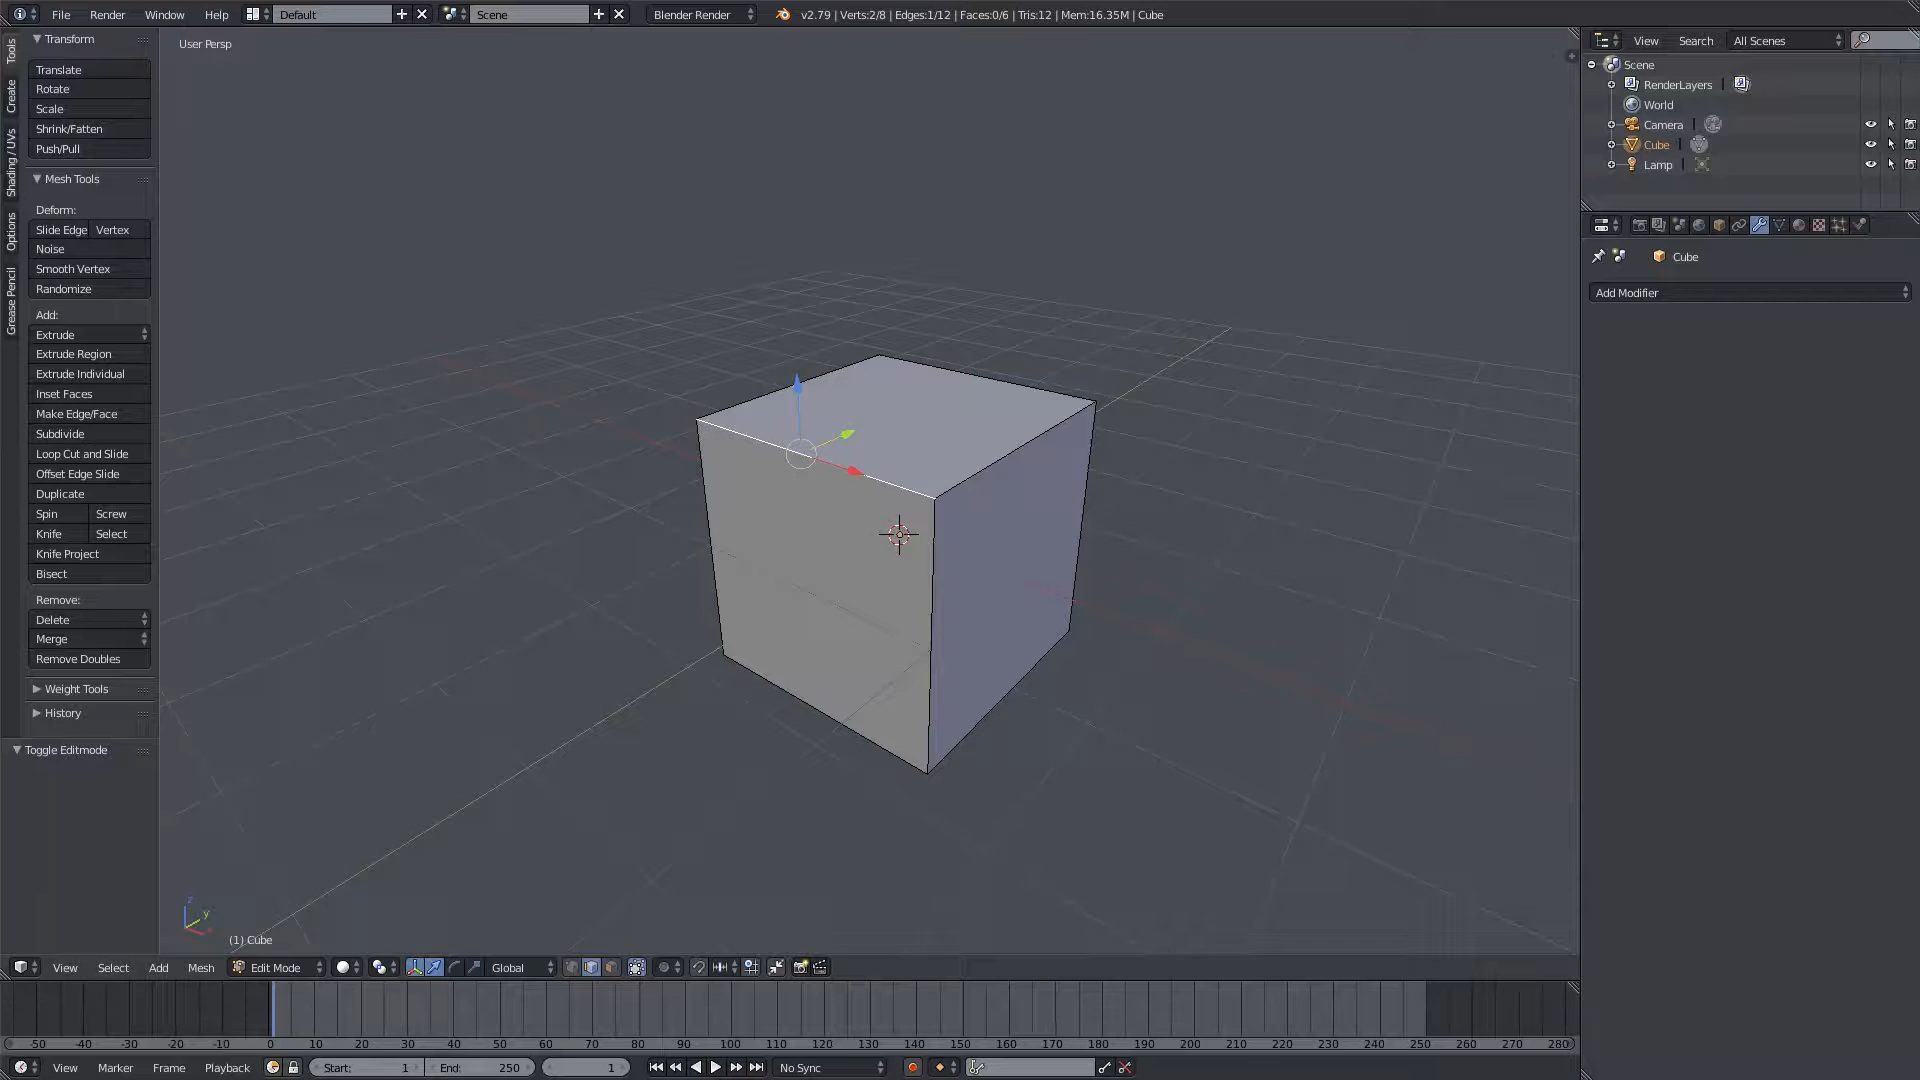 File Render Window Help Default Scene Blender Render v2.79 | Verts:2/8 | Edges:1/12 | Faces:0/6 | Tris:12 | Mem:16.35M | Cube
Tools
Create
Shading / UVs
Options
Grease Pencil
Transform
Translate
Rotate
Scale
Shrink/Fatten
Push/Pull
Mesh Tools
Deform:
Slide Edge Vertex
Noise
Smooth Vertex
Randomize
Add:
Extrude
Extrude Region
Extrude Individual
Inset Faces
Make Edge/Face
Subdivide
Loop Cut and Slide
Offset Edge Slide
Duplicate
Spin Screw
Knife Select
Knife Project
Bisect
Remove:
Delete
Merge
Remove Doubles
Weight Tools
History
Toggle Editmode
User Persp
z
y
(1) Cube
View Search All Scenes
Scene
RenderLayers
World
Camera
Cube
Lamp
Cube
Add Modifier
View Select Add Mesh Edit Mode Global
-50 -40 -30 -20 -10 0 10 20 30 40 50 60 70 80 90 100 110 120 130 140 150 160 170 180 190 200 210 220 230 240 250 260 270 280
View Marker Frame Playback Start: 1 End: 250 1 No Sync